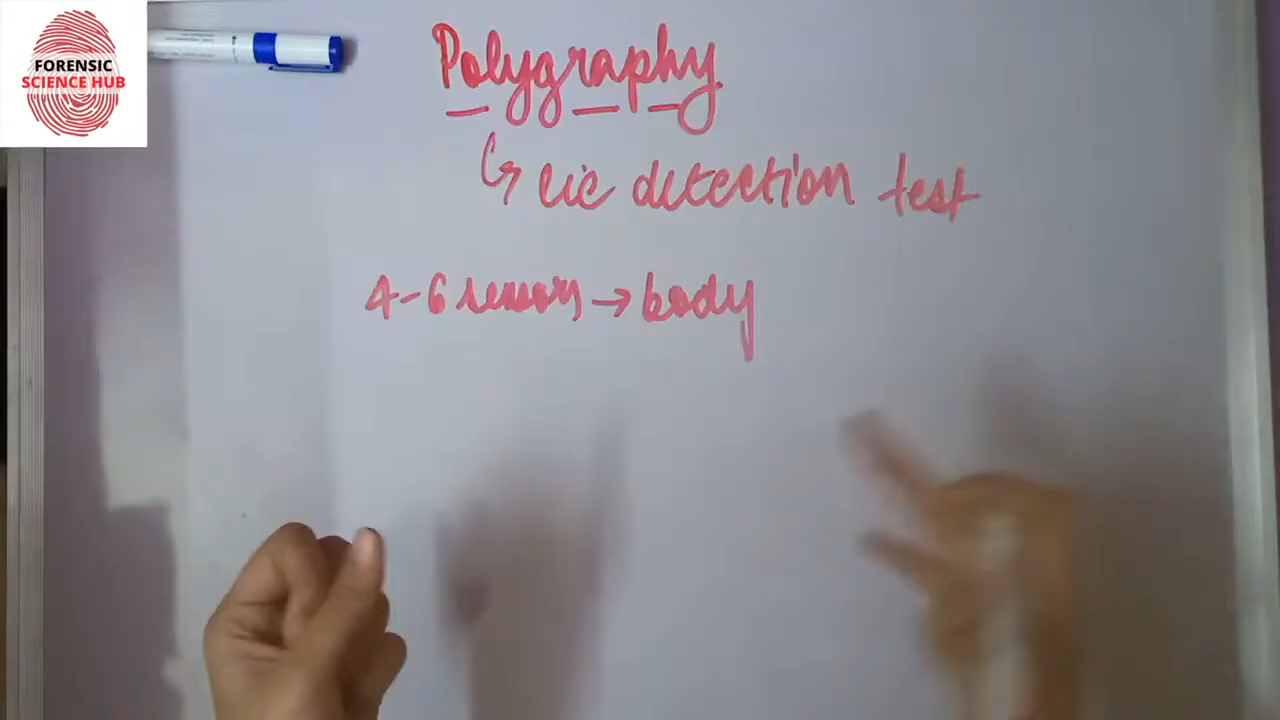 FORENSIC
SCIENCE HUB
Polygraphy
↳ lie detection test
4-6 sensors → body